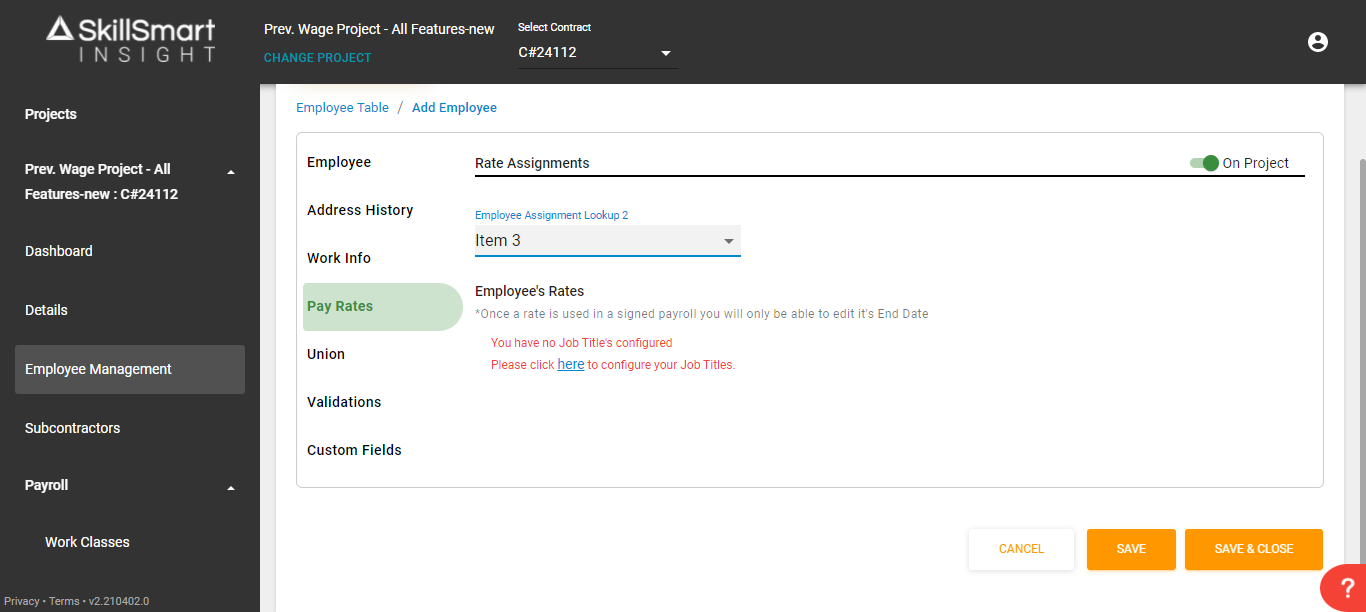 SkillSmart
INSIGHT
Prev. Wage Project - All Features-new
CHANGE PROJECT
Select Contract
C#24112
Projects
Prev. Wage Project - All
Features-new : C#24112
Dashboard
Details
Employee Management
Subcontractors
Payroll
Work Classes
Privacy • Terms • v2.210402.0
Employee Table / Add Employee
Employee
Address History
Work Info
Pay Rates
Union
Validations
Custom Fields
Rate Assignments
On Project
Employee Assignment Lookup 2
Item 3
Employee's Rates
*Once a rate is used in a signed payroll you will only be able to edit it's End Date
You have no Job Title's configured
Please click here to configure your Job Titles.
CANCEL
SAVE
SAVE & CLOSE
?